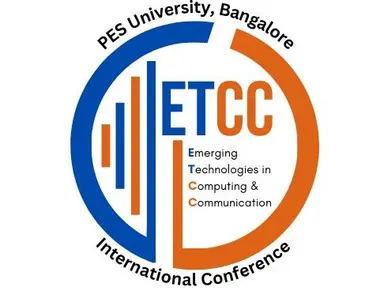 PES University, Bangalore
ETCC
Emerging
Technologies in
Computing &
Communication
International Conference